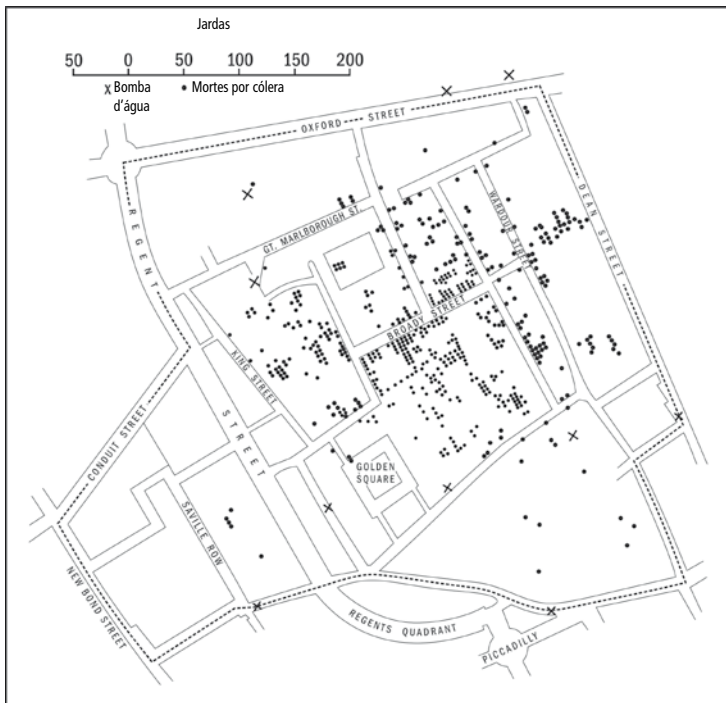 Jardas
50 0 50 100 150 200
x Bomba d'água
• Mortes por cólera
OXFORD STREET
REGENT STREET
GT. MARLBOROUGH ST.
WARDOUR STREET
DEAN STREET
BROADY STREET
KING STREET
CONDUIT STREET
GOLDEN SQUARE
SAVILLE ROW
NEW BOND STREET
REGENTS QUADRANT
PICCADILLY